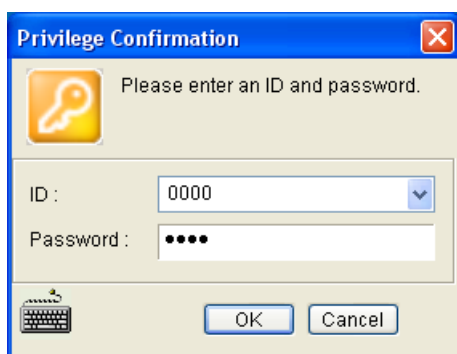 Privilege Confirmation
Please enter an ID and password.
ID :
0000
Password :
••••
OK
Cancel